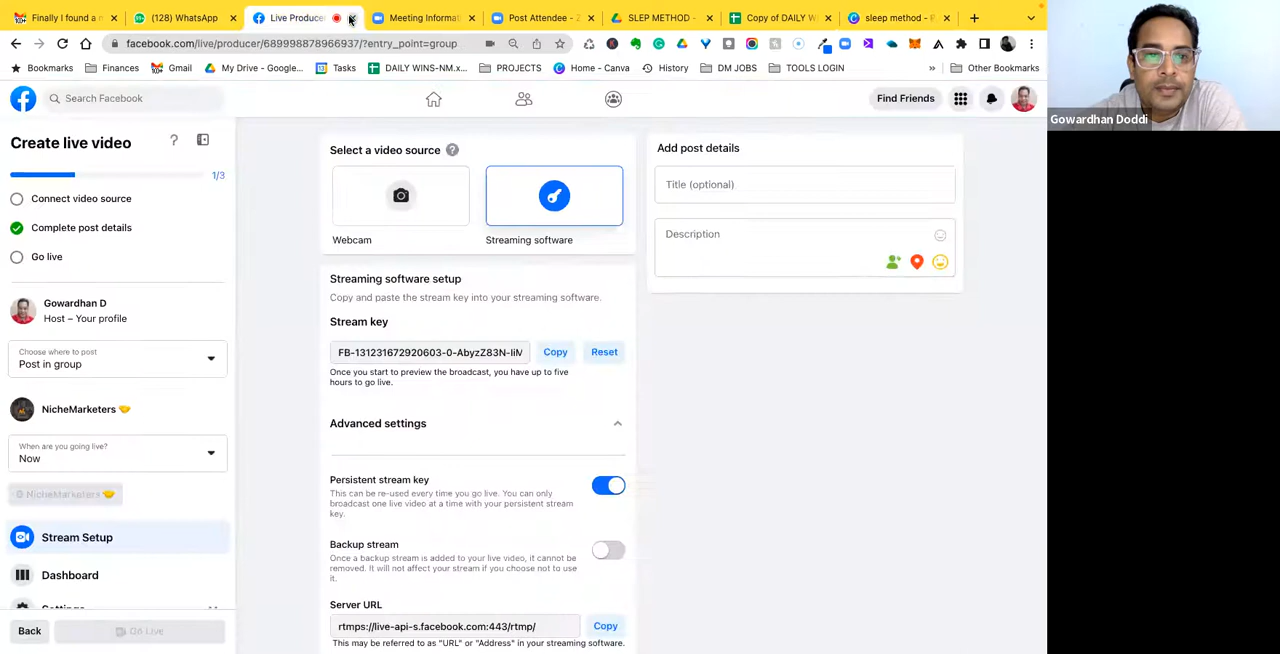 Finally I found a n
(128) WhatsApp
Live Produce
Meeting Informat
Post Attendee - Z
SLEP METHOD -
Copy of DAILY W
sleep method -
facebook.com/live/producer/689998878966937/?entry_point=group
Bookmarks
Finances
Gmail
My Drive - Google...
Tasks
DAILY WINS-NM.x...
PROJECTS
Home - Canva
History
DM JOBS
TOOLS LOGIN
»
Other Bookmarks
Search Facebook
Find Friends
Gowardhan Doddi
Create live video
?
1/3
Connect video source
Complete post details
Go live
Gowardhan D
Host – Your profile
Choose where to post
Post in group
NicheMarketers 🤝
When are you going live?
Now
NicheMarketers 🤝
Stream Setup
Dashboard
Settings
Back
Go Live
Select a video source
Webcam
Streaming software
Streaming software setup
Copy and paste the stream key into your streaming software.
Stream key
FB-131231672920603-0-AbyzZ83N-IiM
Copy
Reset
Once you start to preview the broadcast, you have up to five
hours to go live.
Advanced settings
Persistent stream key
This can be re-used every time you go live. You can only
broadcast one live video at a time with your persistent stream
key.
Backup stream
Once a backup stream is added to your live video, it cannot be
removed. It will not affect your stream if you choose not to use
it.
Server URL
rtmps://live-api-s.facebook.com:443/rtmp/
Copy
This may be referred to as "URL" or "Address" in your streaming software.
Add post details
Title (optional)
Description